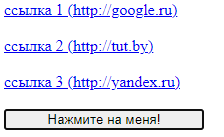 ссылка 1 (http://google.ru)
ссылка 2 (http://tut.by)
ссылка 3 (http://yandex.ru)
Нажмите на меня!